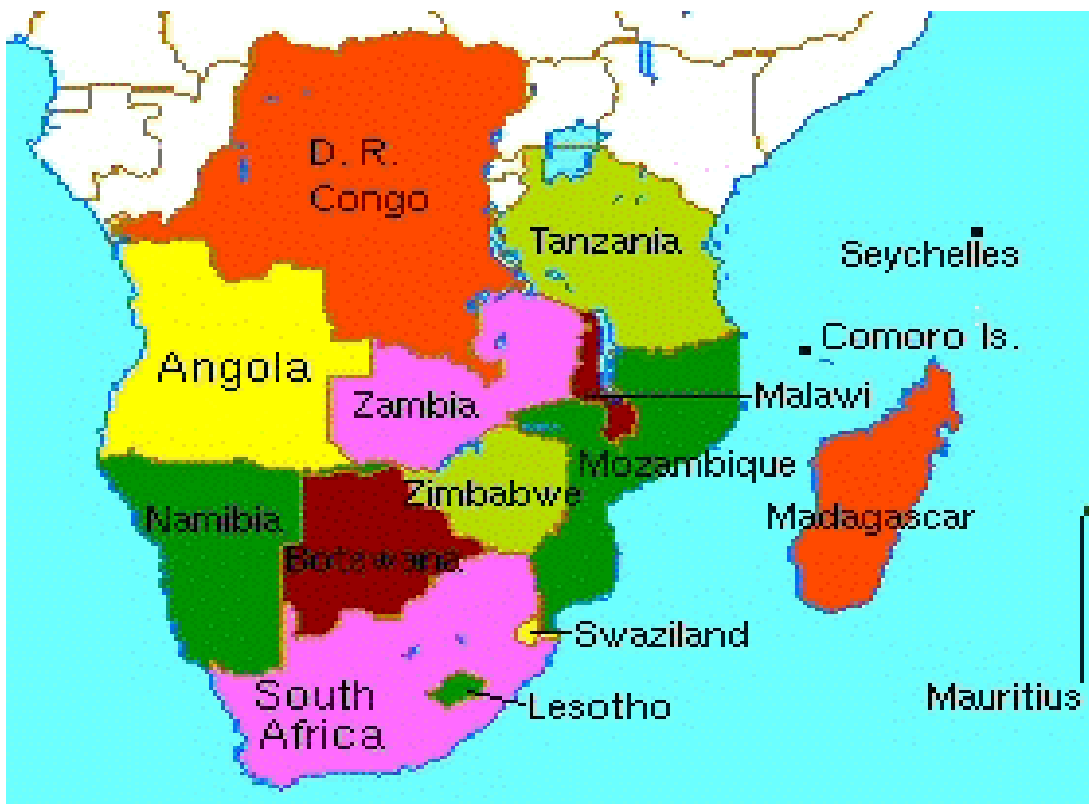 D. R.
Congo
Tanzania
Seychelles
Angola
Comoro Is.
Zambia
Malawi
Mozambique
Zimbabwe
Namibia
Madagascar
Botswana
Swaziland
South
Africa
Lesotho
Mauritius